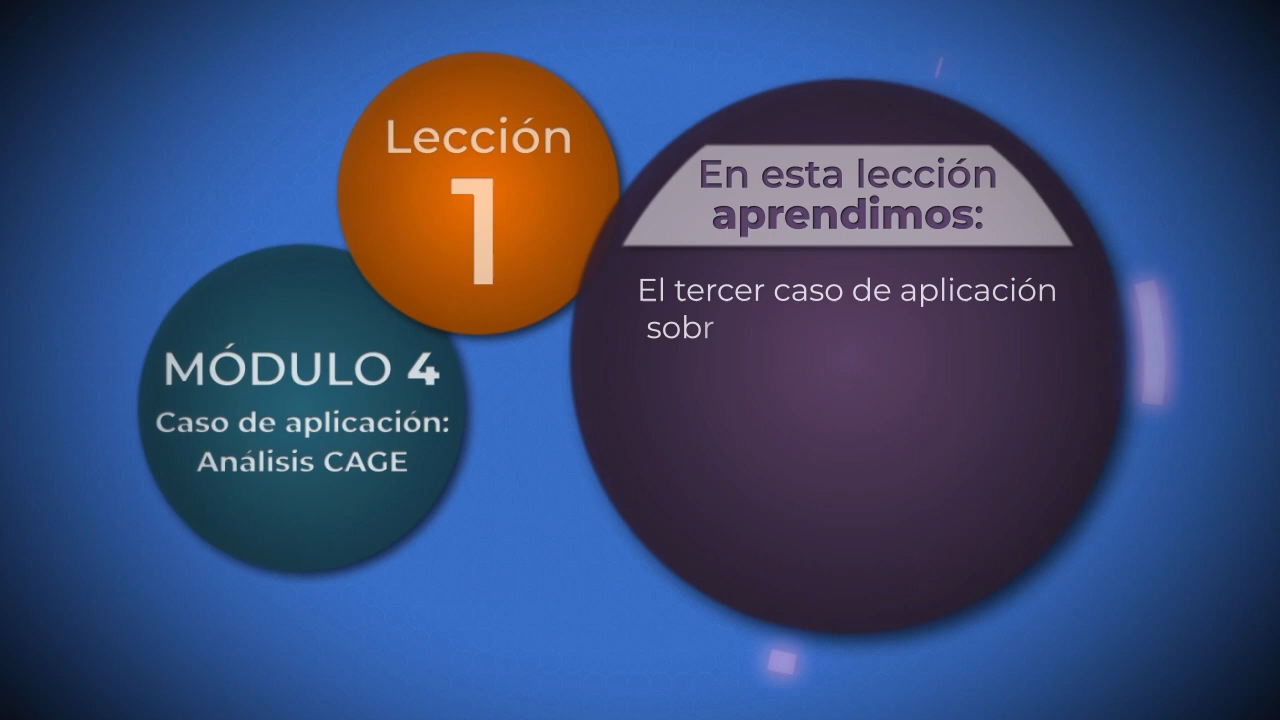 Lección
1
MÓDULO 4
Caso de aplicación:
Análisis CAGE
En esta lección
aprendimos:
El tercer caso de aplicación
sobr